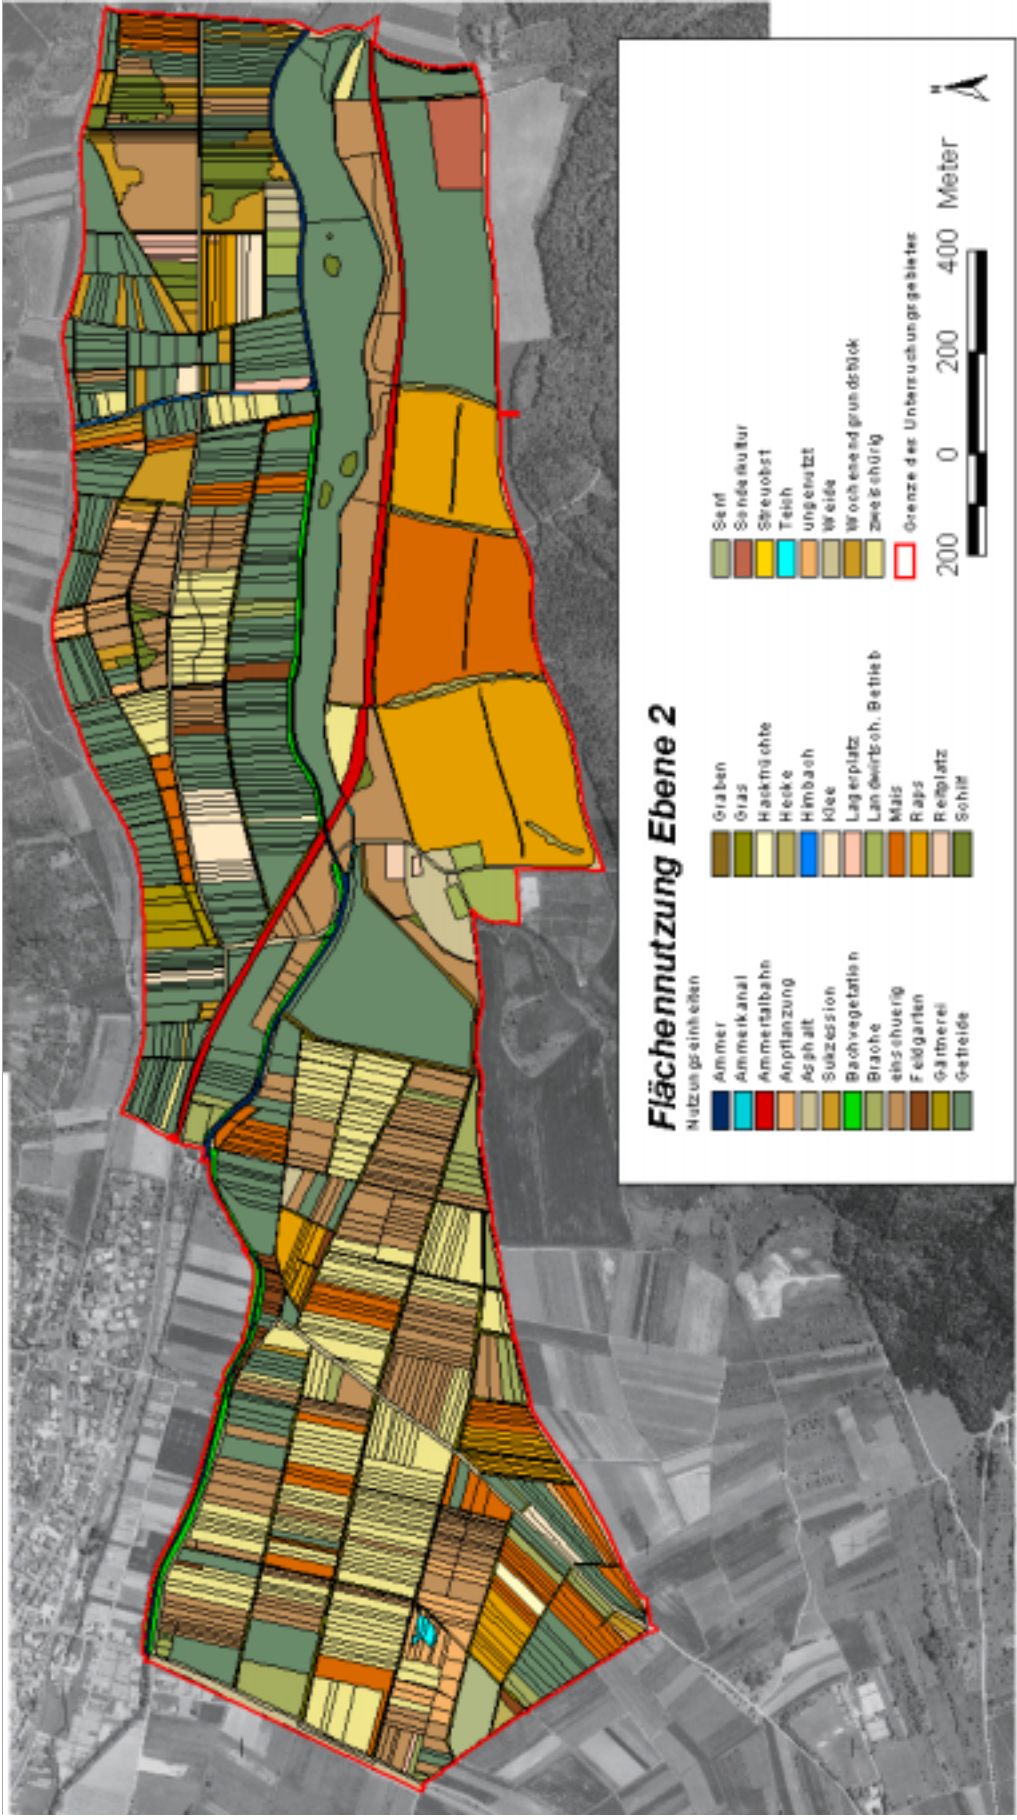 Flächennutzung Ebene 2
Nutzungseinheiten
Ammer
Ammerkanal
Ammertalbahn
Anpflanzung
Asphalt
Sukzession
Bachvegetation
Brache
einschuerig
Feldgarten
Gärtnerei
Getreide
Graben
Gras
Hackfrüchte
Hecke
Himbach
Klee
Lagerplatz
Landwirtsch. Betrieb
Mais
Raps
Reitplatz
Schilf
Senf
Sonderkultur
Streuobst
Teich
ungenutzt
Weide
Wochenendgrundstück
zweischürig
Grenze des Untersuchungsgebietes
200 0 200 400 Meter
N